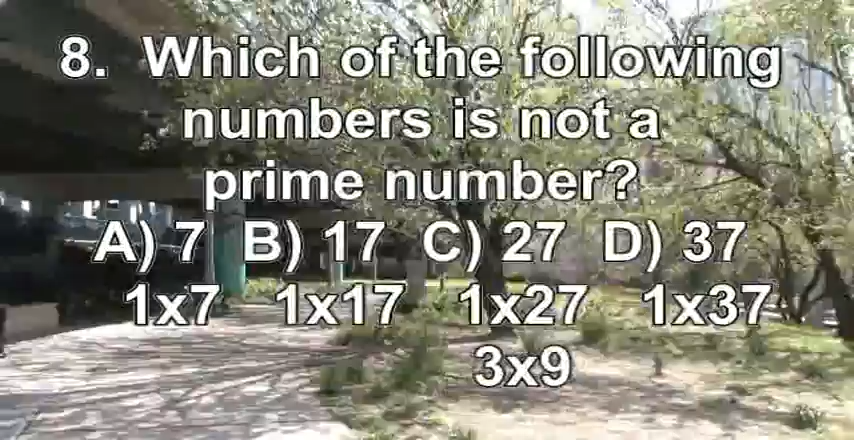 8. Which of the following
numbers is not a
prime number?
A) 7 B) 17 C) 27 D) 37
1x7 1x17 1x27 1x37
3x9